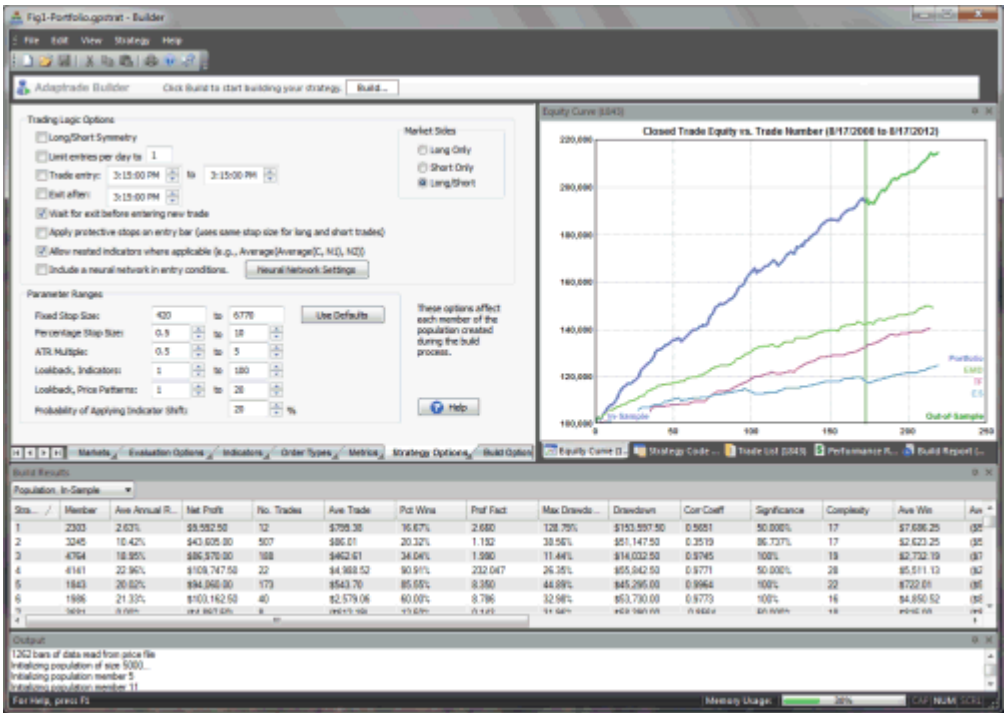 Fig1-Portfolio.gpstrat - Builder
File Edit View Strategy Help
Adaptrade Builder Click Build to start building your strategy. Build...
Trading Logic Options
Long/Short Symmetry
Limit entries per day to 1
Trade entry: 3:15:00 PM to 3:15:00 PM
Exit after: 3:15:00 PM
Wait for exit before entering new trade
Apply protective stops on entry bar (uses same stop size for long and short trades)
Allow nested indicators where applicable (e.g., Average(Average(C, N1), N2))
Include a neural network in entry conditions. Neural Network Settings
Market Sides
Long Only
Short Only
Long/Short
Parameter Ranges
Fixed Stop Size: 420 to 6770 Use Defaults
Percentage Stop Size: 0.5 to 10
ATR Multiple: 0.5 to 5
Lookback, Indicators: 1 to 100
Lookback, Price Patterns: 1 to 20
Probability of Applying Indicator Shift: 20 %
These options affect
each member of the
population created
during the build
process.
Help
Markets Evaluation Options Indicators Order Types Metrics Strategy Options Build Option
Equity Curve (1843)
Closed Trade Equity vs. Trade Number (8/17/2008 to 8/17/2012)
220,000
200,000
180,000
160,000
140,000
120,000
100,000
Portfolio
EMD
TF
ES
In-Sample Out-of-Sample
0 50 100 150 200 250
Equity Curve (1... Strategy Code ... Trade List (1843) Performance R... Build Report (...
Build Results
Population, In-Sample
Stra... Member Ave Annual R... Net Profit No. Trades Ave Trade Pct Wins Prof Fact Max Drawdo... Drawdown Corr Coeff Significance Complexity Ave Win Ave
1 2303 2.63% $9,592.50 12 $799.38 16.67% 2.660 128.79% $153,597.50 0.5651 50.000% 17 $7,686.25
2 3245 10.42% $43,605.00 507 $86.01 20.32% 1.192 38.56% $51,147.50 0.3519 86.737% 17 $2,623.25
3 4764 18.95% $86,970.00 188 $462.61 34.04% 1.990 11.44% $14,032.50 0.9745 100% 19 $2,732.19
4 4141 22.96% $109,747.50 22 $4,988.52 90.91% 232.047 26.35% $55,842.50 0.9771 50.000% 28 $5,511.13
5 1843 20.02% $94,060.00 173 $543.70 85.55% 8.350 44.89% $45,295.00 0.9964 100% 22 $722.01
6 1986 21.33% $103,162.50 40 $2,579.06 60.00% 8.786 32.98% $53,730.00 0.9773 100% 16 $4,850.52
Output
1262 bars of data read from price file
Initializing population of size 5000...
Initializing population member 5
Initializing population member 11
For Help, press F1 Memory Usage: CAP NUM SCRL